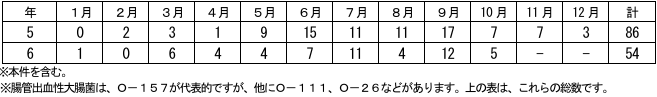 年 １月 ２月 ３月 ４月 ５月 ６月 ７月 ８月 ９月 10月 11月 12月 計
5 0 2 3 1 9 15 11 11 17 7 7 3 86
6 1 0 6 4 4 7 11 4 12 5 － － 54
※本件を含む。
※腸管出血性大腸菌は、Ｏ－１５７が代表的ですが、他にＯ－１１１、Ｏ－２６などがあります。上の表は、これらの総数です。